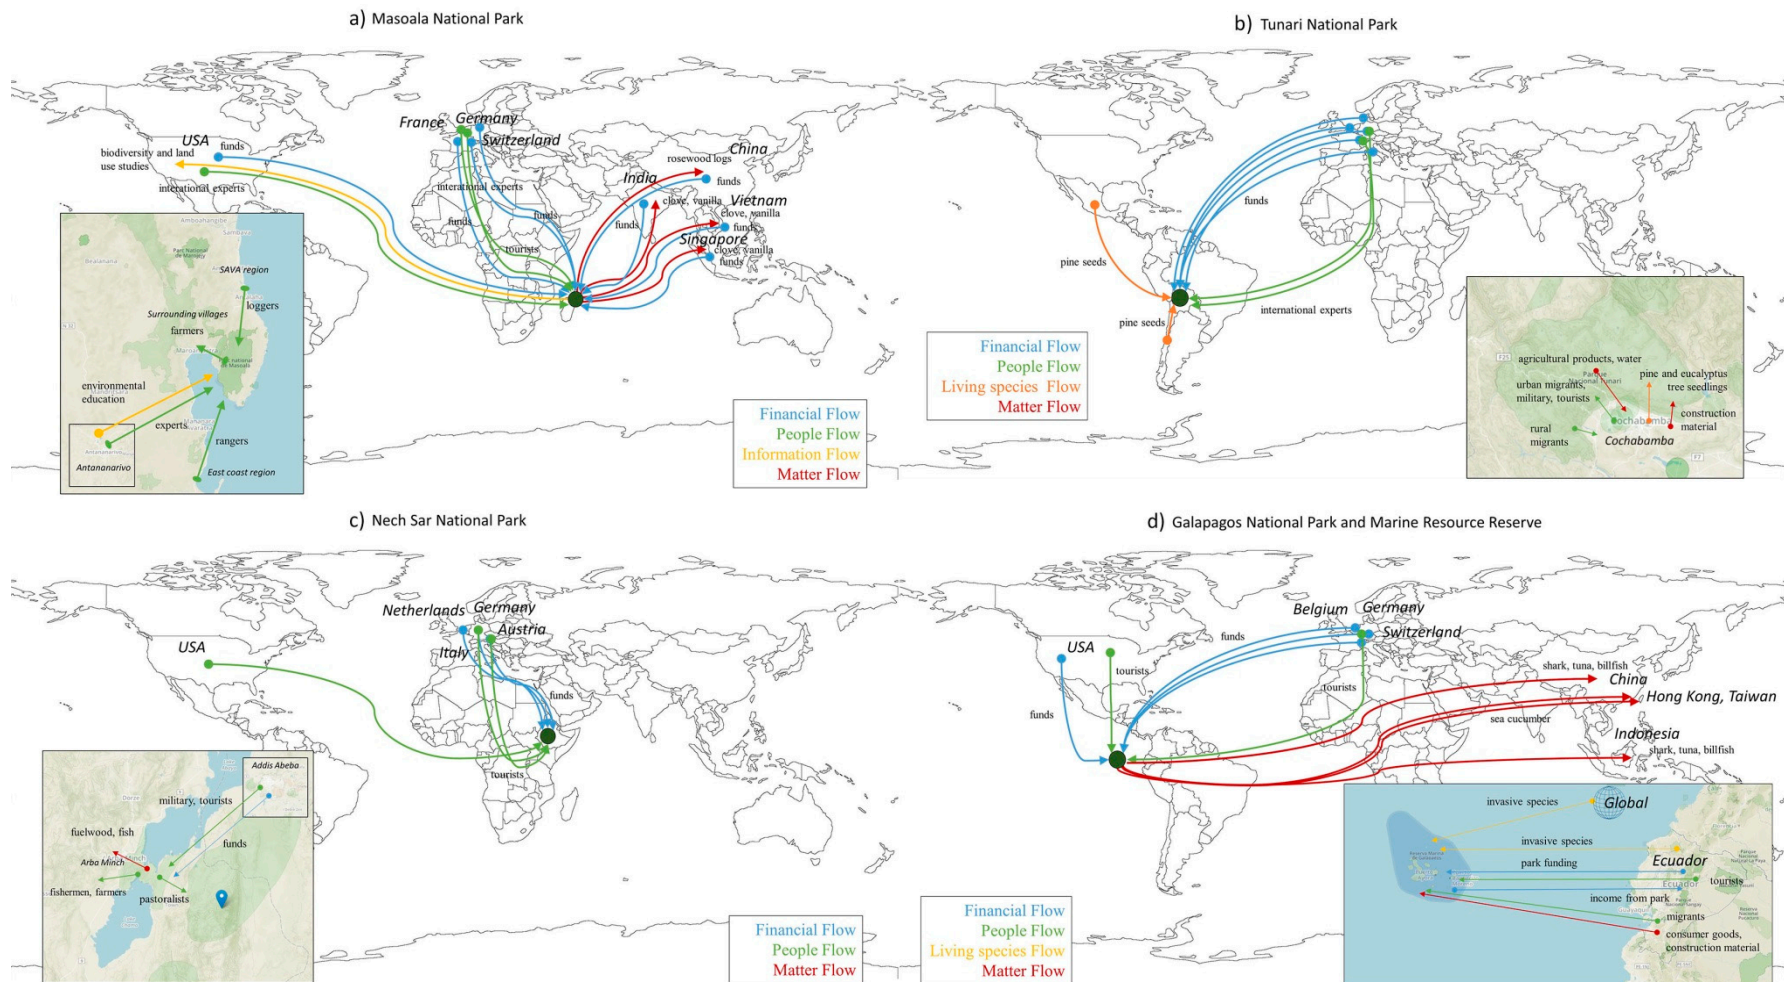 a) Masoala National Park
France
Germany
Switzerland
USA
funds
biodiversity and land
use studies
interational experts
interational experts
funds
funds
tourists
China
rosewood logs
funds
India
clove, vanilla
funds
Vietnam
clove, vanilla
funds
Singapore
clove, vanilla
funds
SAVA region
loggers
Surrounding villages
farmers
environmental
education
experts
rangers
Antananarivo
East coast region
Financial Flow
People Flow
Information Flow
Matter Flow
b) Tunari National Park
funds
pine seeds
pine seeds
international experts
Financial Flow
People Flow
Living species Flow
Matter Flow
agricultural products, water
Parque
Nacional Tunari
urban migrants,
military, tourists
pine and eucalyptus
tree seedlings
construction
material
rural
migrants
Cochabamba
c) Nech Sar National Park
Netherlands
Germany
Austria
Italy
USA
funds
tourists
Addis Abeba
military, tourists
funds
fuelwood, fish
Arba Minch
fishermen, farmers
pastoralists
Financial Flow
People Flow
Matter Flow
d) Galapagos National Park and Marine Resource Reserve
Belgium
Germany
Switzerland
USA
funds
tourists
funds
tourists
shark, tuna, billfish
China
Hong Kong, Taiwan
sea cucumber
Indonesia
shark, tuna, billfish
Financial Flow
People Flow
Living species Flow
Matter Flow
invasive species
Global
invasive species
park funding
Ecuador
Ecuador
tourists
income from park
migrants
consumer goods,
construction material